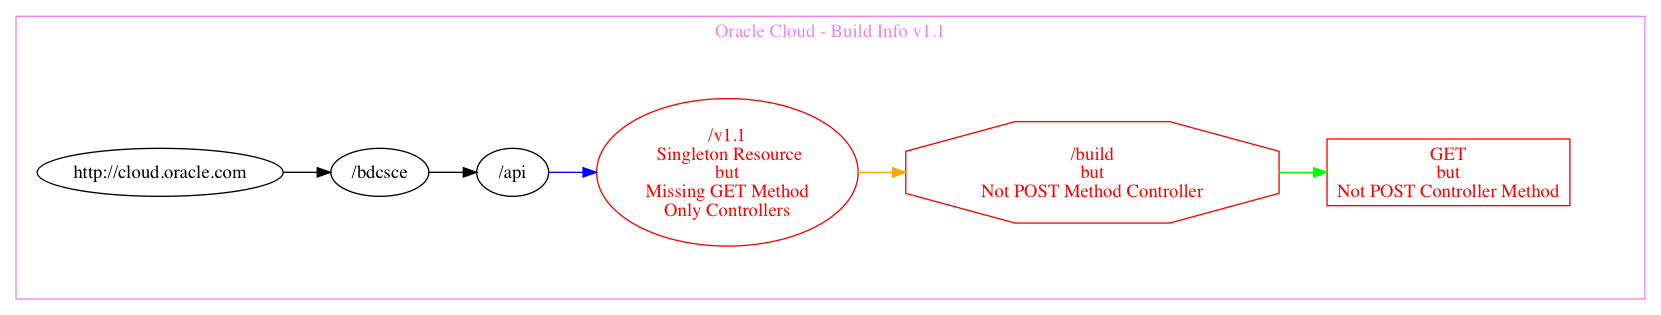 Oracle Cloud - Build Info v1.1
http://cloud.oracle.com
/bdcsce
/api
/v1.1
Singleton Resource
but
Missing GET Method
Only Controllers
/build
but
Not POST Method Controller
GET
but
Not POST Controller Method